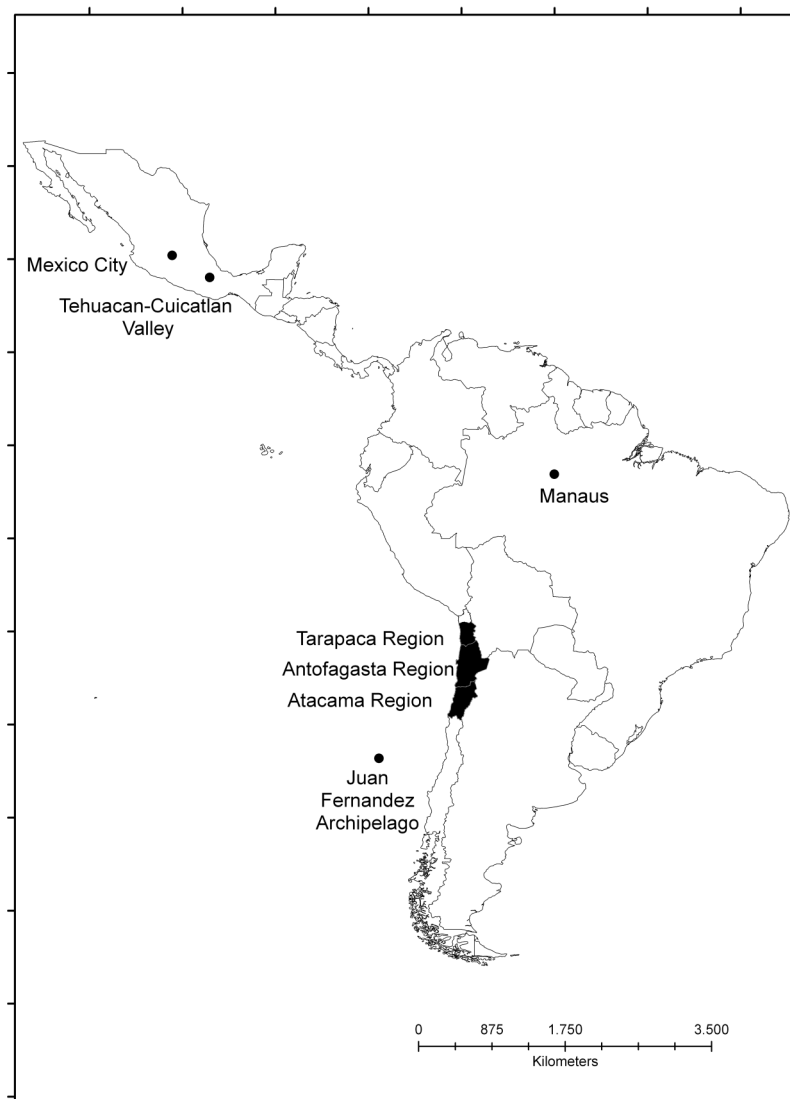 Mexico City
Tehuacan-Cuicatlan
Valley
Manaus
Tarapaca Region
Antofagasta Region
Atacama Region
Juan
Fernandez
Archipelago
0 875 1.750 3.500
Kilometers